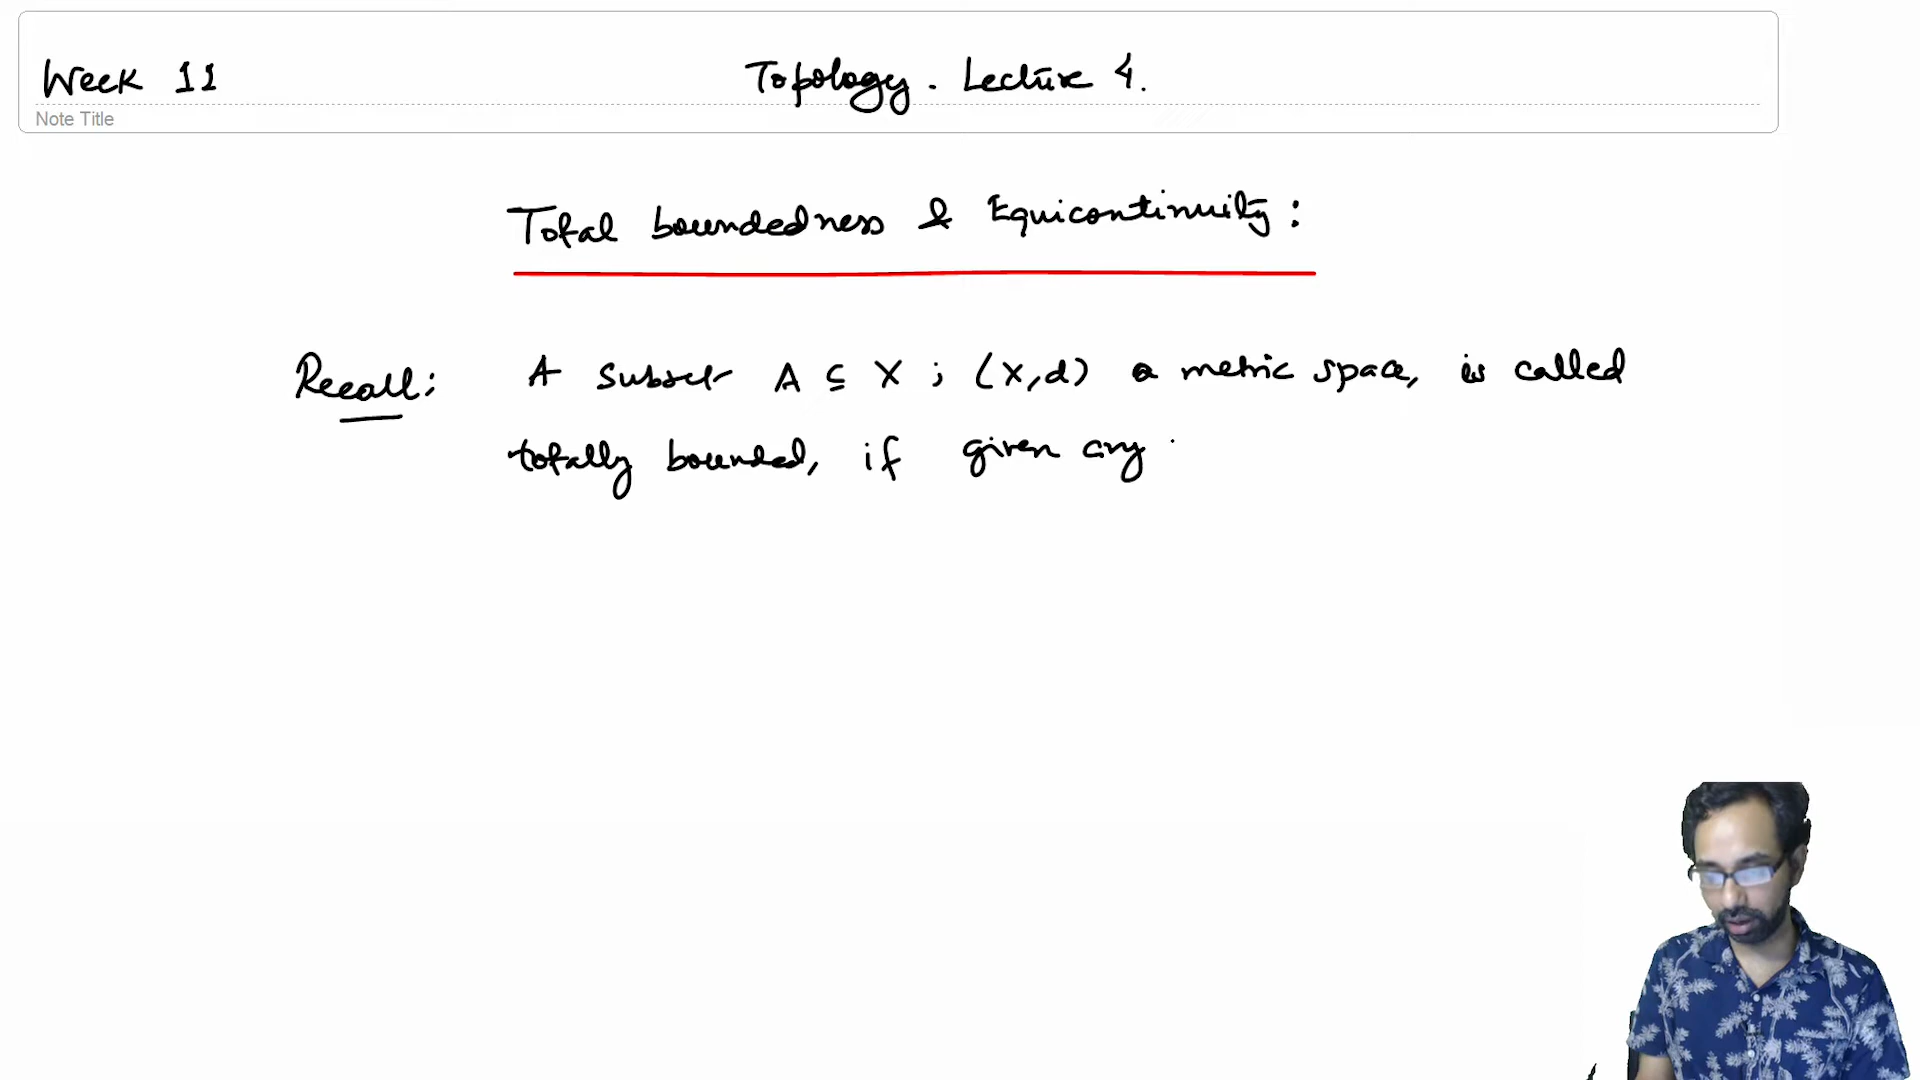 Week 11
Topology. Lecture 4.
Note Title
Total boundedness & Equicontinuity:
Recall: A subset A ⊆ X ; (X,d) a metric space, is called
totally bounded, if given any